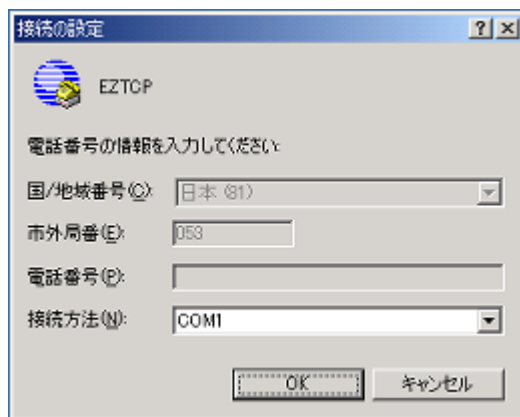 接続の設定
EZTCP
電話番号の情報を入力してください:
国/地域番号(C): 日本 (81)
市外局番(E): 053
電話番号(P):
接続方法(N): COM1
OK キャンセル